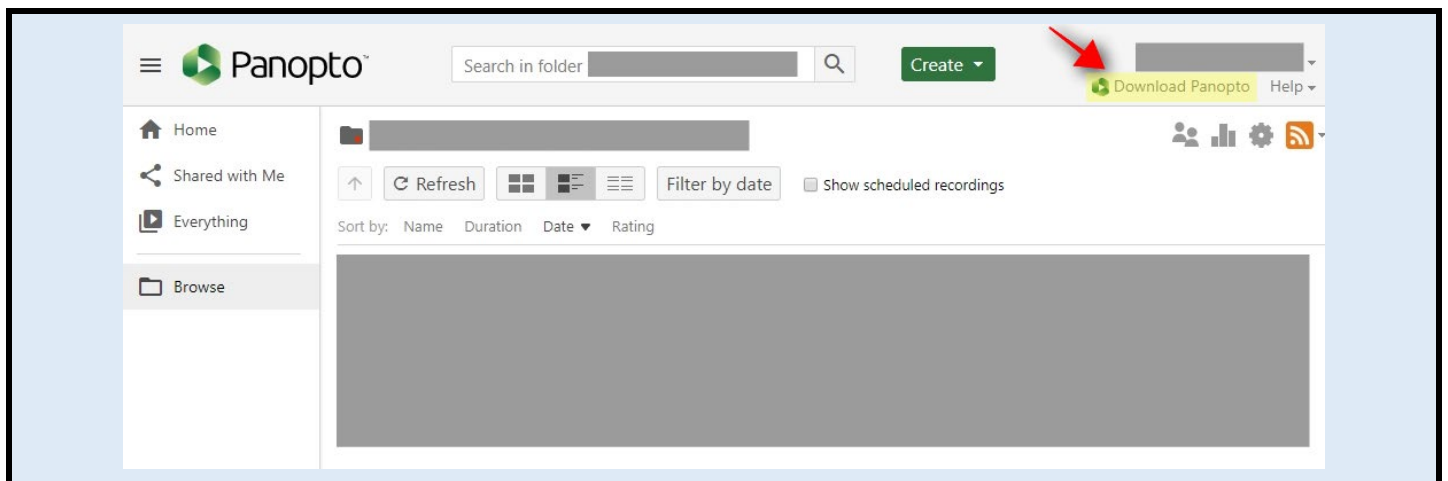 Panopto™
Search in folder
Create
Download Panopto Help
Home
Shared with Me
Everything
Browse
Refresh
Filter by date
Show scheduled recordings
Sort by: Name Duration Date Rating